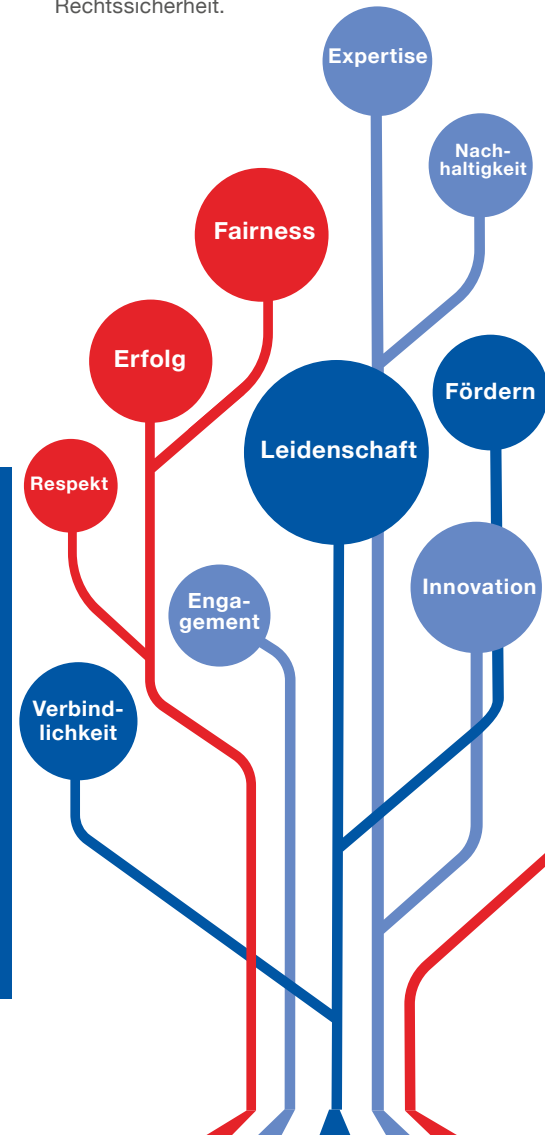 Rechtssicherheit.
Expertise
Nach-
haltigkeit
Fairness
Erfolg
Fördern
Leidenschaft
Respekt
Innovation
Enga-
gement
Verbind-
lichkeit